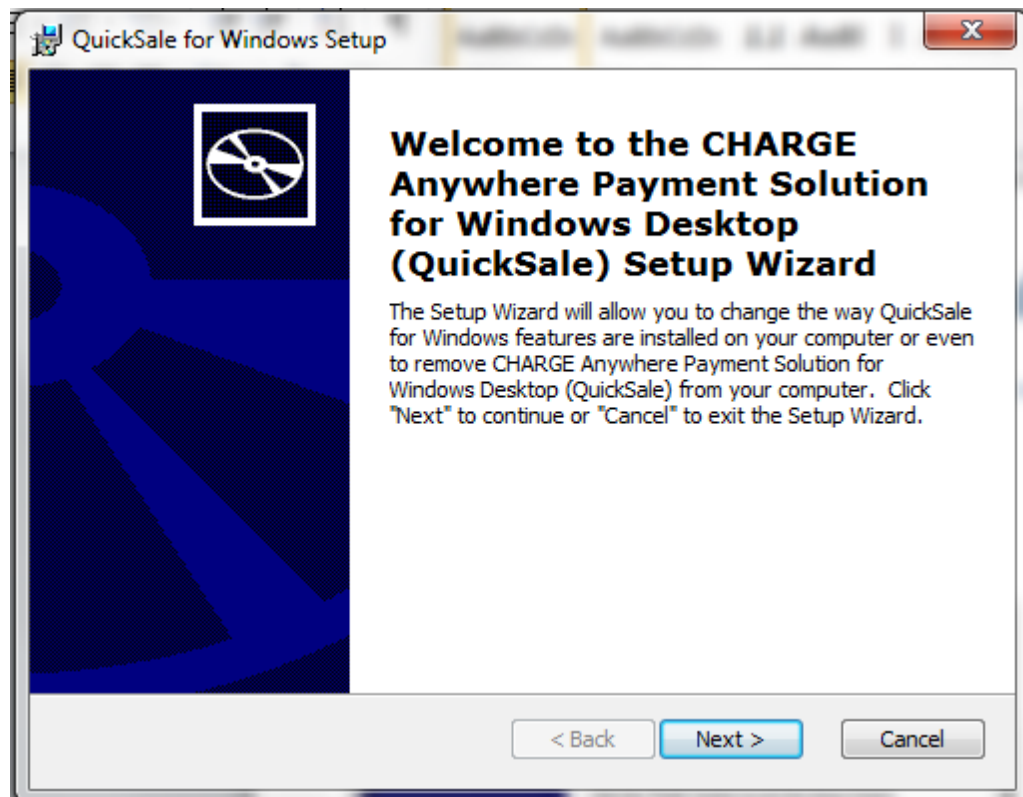 QuickSale for Windows Setup
Welcome to the CHARGE
Anywhere Payment Solution
for Windows Desktop
(QuickSale) Setup Wizard
The Setup Wizard will allow you to change the way QuickSale
for Windows features are installed on your computer or even
to remove CHARGE Anywhere Payment Solution for
Windows Desktop (QuickSale) from your computer.  Click
"Next" to continue or "Cancel" to exit the Setup Wizard.
< Back
Next >
Cancel